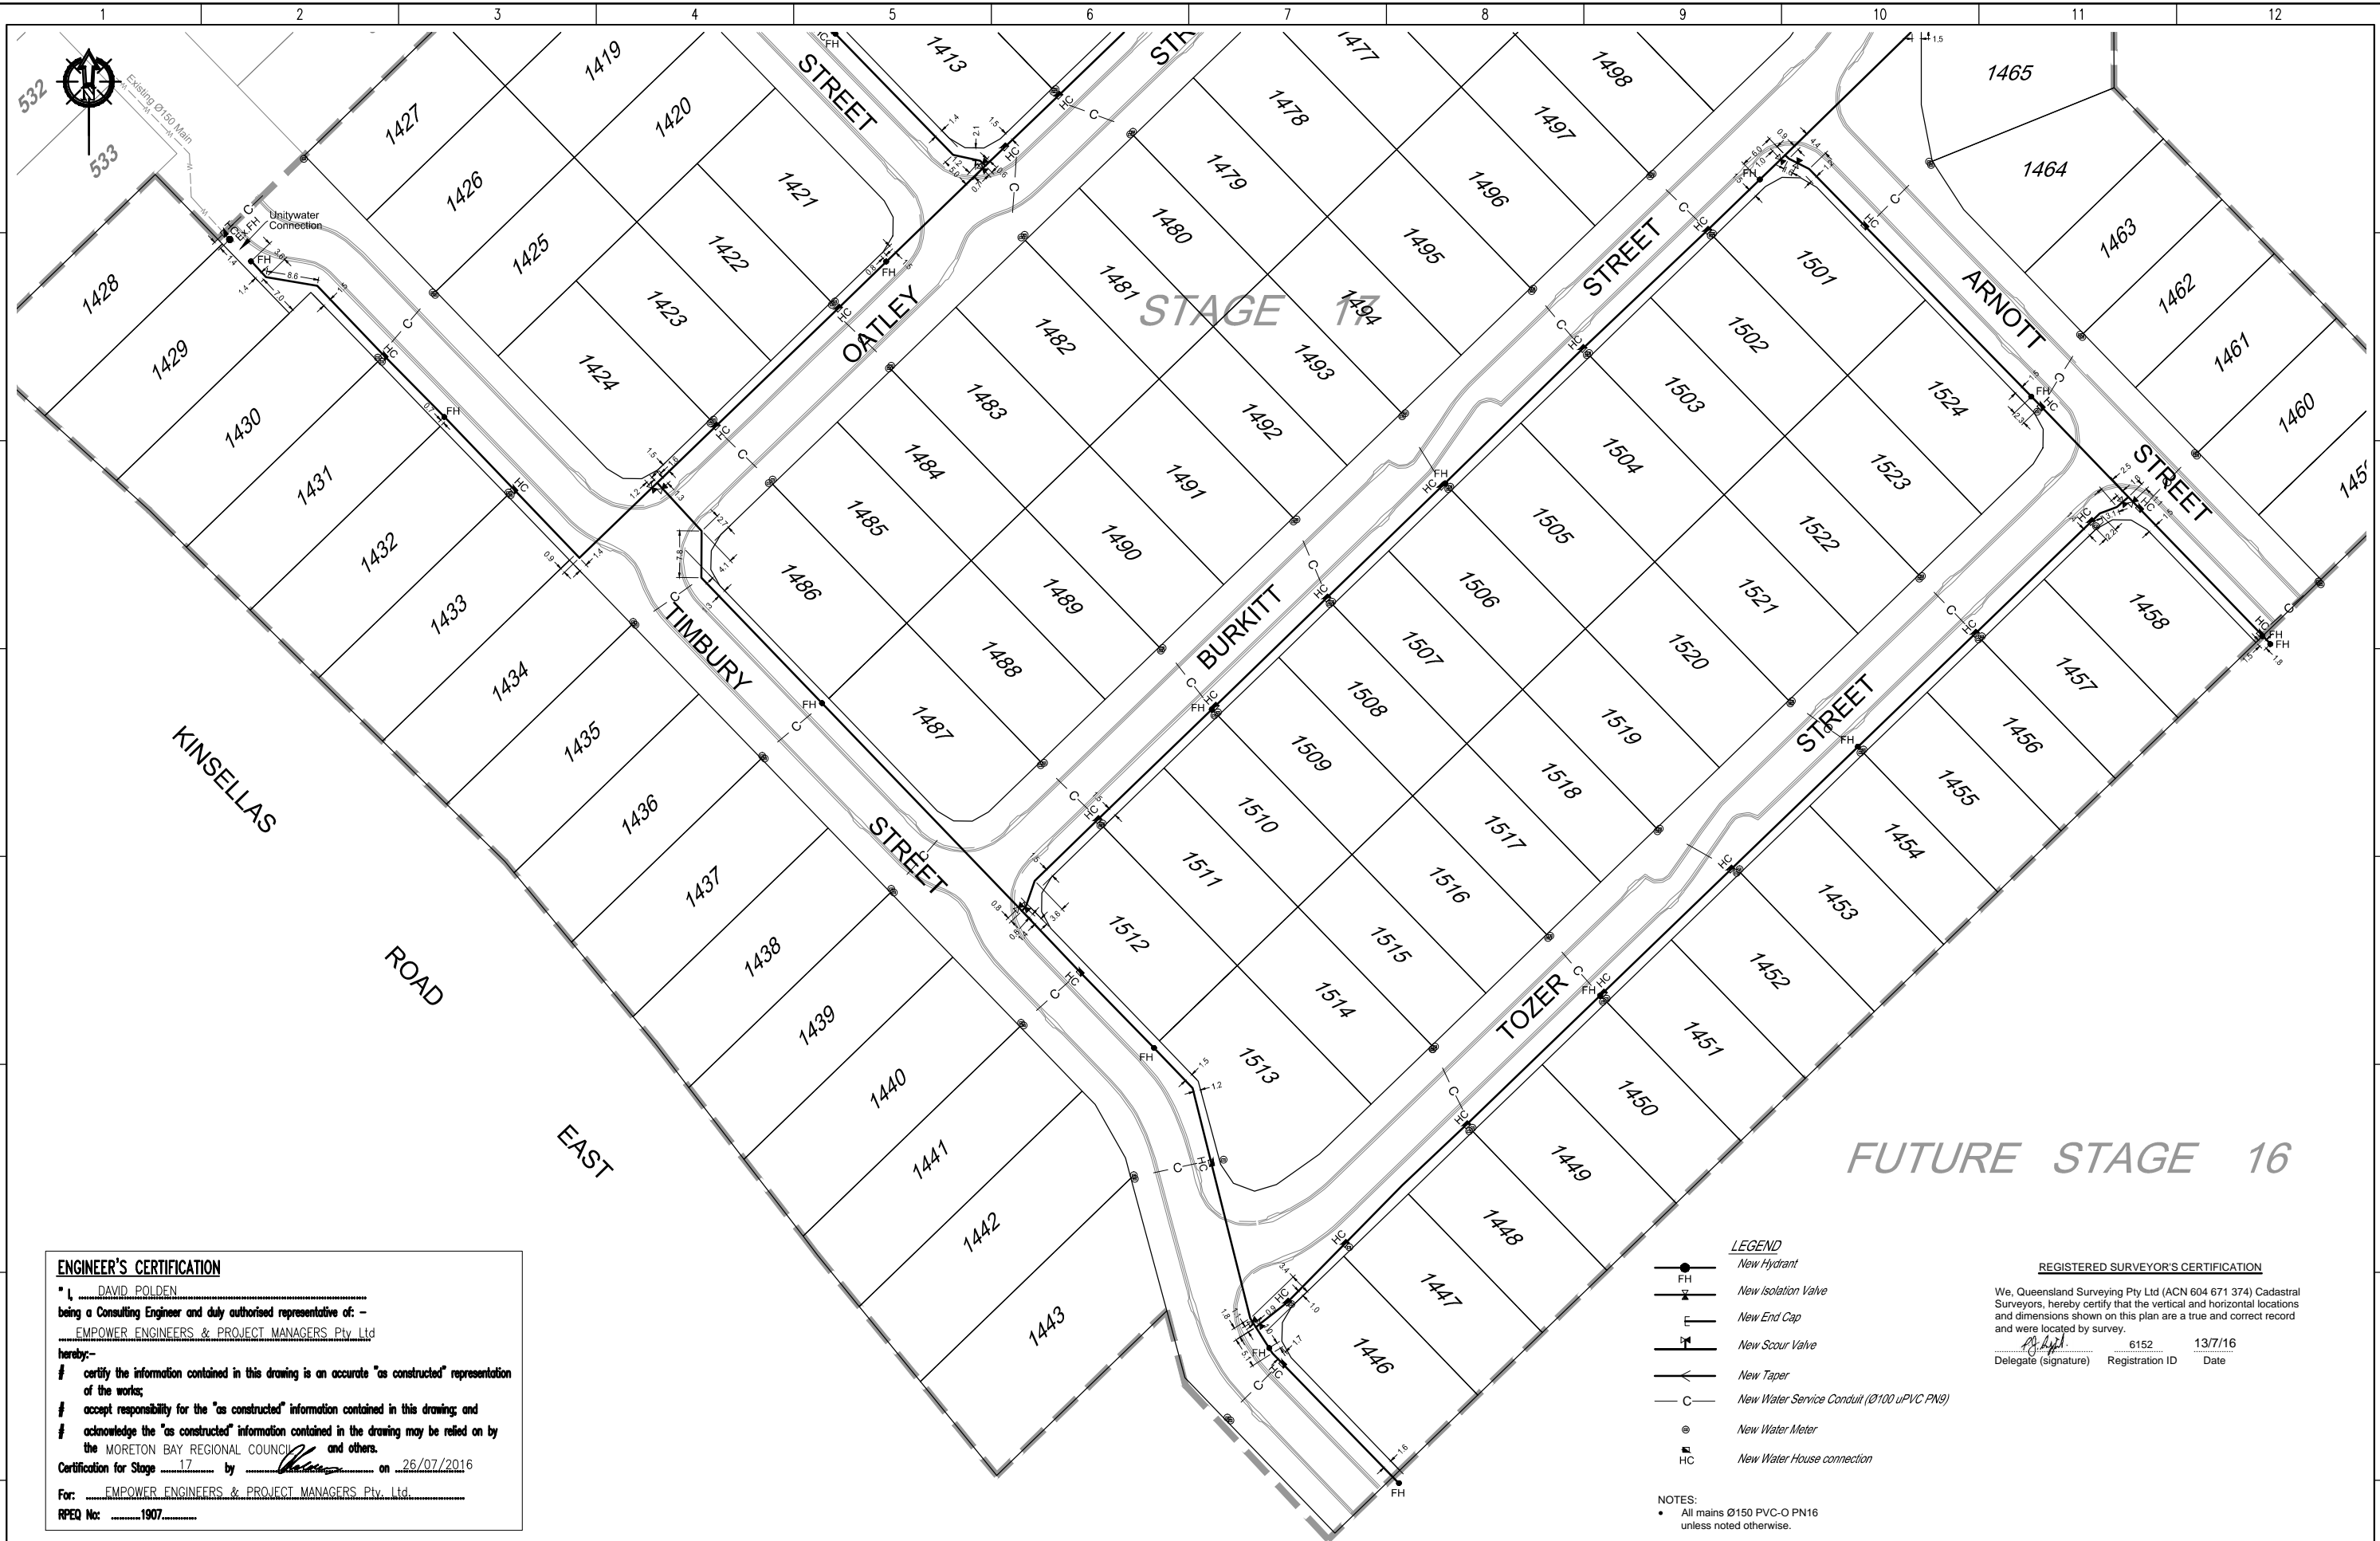 1 2 3 4 5 6 7 8 9 10 11 12
532
533
Existing Ø150 Main
Unitywater
Connection
EX.FH
1419
1420
1421
1422
1423
1424
1425
1426
1427
1428
1429
1430
1431
1432
1433
1434
1435
1436
1437
1438
1439
1440
1441
1442
1443
1413
1477
1478
1479
1480
1481
1482
1483
1484
1485
1486
1487
1488
1489
1490
1491
1492
1493
1494
1495
1496
1497
1498
1465
1464
1463
1462
1461
1460
1458
1457
1456
1455
1454
1453
1452
1451
1450
1449
1448
1447
1446
1501
1502
1503
1504
1505
1506
1507
1508
1509
1510
1511
1512
1513
1514
1515
1516
1517
1518
1519
1520
1521
1522
1523
1524
STREET
OATLEY
STAGE 17
BURKITT STREET
ARNOTT STREET
TIMBURY STREET
TOZER STREET
KINSELLAS ROAD EAST
FUTURE STAGE 16
ENGINEER'S CERTIFICATION
" I, DAVID POLDEN
being a Consulting Engineer and duly authorised representative of: –
EMPOWER ENGINEERS & PROJECT MANAGERS Pty Ltd
hereby:–
# certify the information contained in this drawing is an accurate "as constructed" representation
of the works;
# accept responsibility for the "as constructed" information contained in this drawing; and
# acknowledge the "as constructed" information contained in the drawing may be relied on by
the MORETON BAY REGIONAL COUNCIL and others.
Certification for Stage 17 by on 26/07/2016
For: EMPOWER ENGINEERS & PROJECT MANAGERS Pty. Ltd.
RPEQ No: 1907
LEGEND
FH New Hydrant
New Isolation Valve
New End Cap
New Scour Valve
New Taper
C New Water Service Conduit (Ø100 uPVC PN9)
New Water Meter
HC New Water House connection
NOTES:
• All mains Ø150 PVC-O PN16
unless noted otherwise.
REGISTERED SURVEYOR'S CERTIFICATION
We, Queensland Surveying Pty Ltd (ACN 604 671 374) Cadastral
Surveyors, hereby certify that the vertical and horizontal locations
and dimensions shown on this plan are a true and correct record
and were located by survey.
6152 13/7/16
Delegate (signature) Registration ID Date